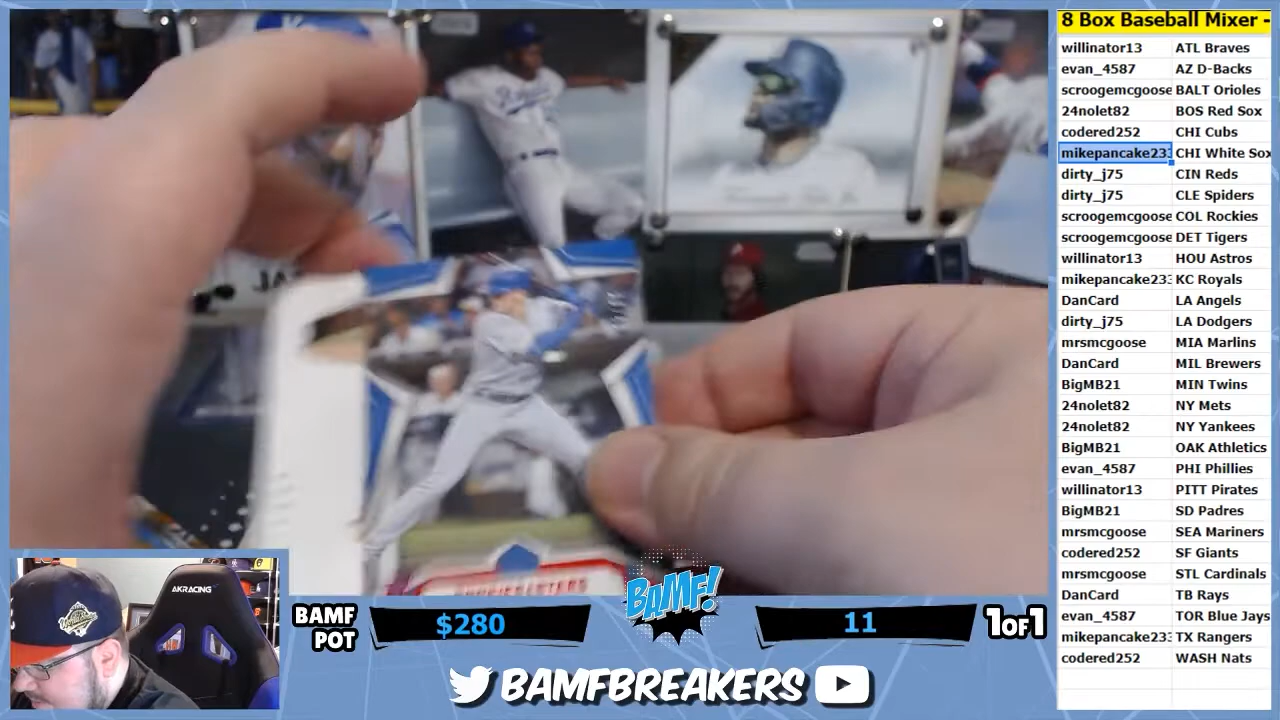 8 Box Baseball Mixer -
willinator13 ATL Braves
evan_4587 AZ D-Backs
scroogemcgoose BALT Orioles
24nolet82 BOS Red Sox
codered252 CHI Cubs
mikepancake233 CHI White Sox
dirty_j75 CIN Reds
dirty_j75 CLE Spiders
scroogemcgoose COL Rockies
scroogemcgoose DET Tigers
willinator13 HOU Astros
mikepancake233 KC Royals
DanCard LA Angels
dirty_j75 LA Dodgers
mrsmcgoose MIA Marlins
DanCard MIL Brewers
BigMB21 MIN Twins
24nolet82 NY Mets
24nolet82 NY Yankees
BigMB21 OAK Athletics
evan_4587 PHI Phillies
willinator13 PITT Pirates
BigMB21 SD Padres
mrsmcgoose SEA Mariners
codered252 SF Giants
mrsmcgoose STL Cardinals
DanCard TB Rays
evan_4587 TOR Blue Jays
mikepancake233 TX Rangers
codered252 WASH Nats
AKRACING
BAMF POT
$280
BAMF!
11
1 OF 1
BAMFBREAKERS